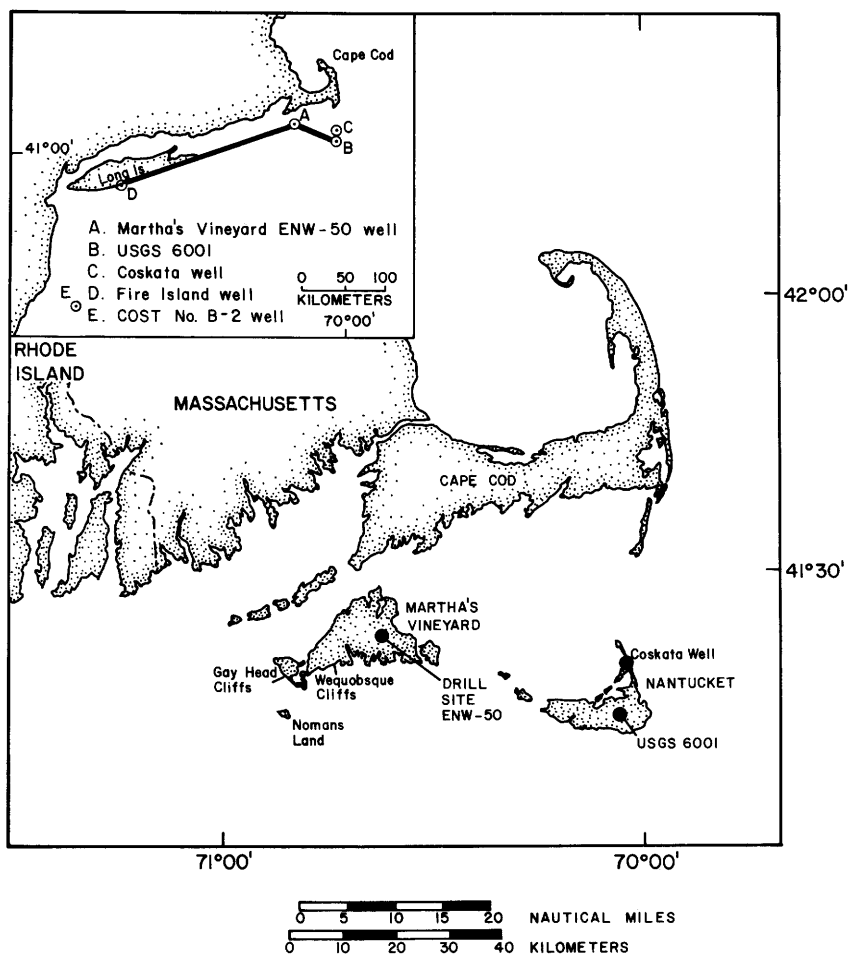 Cape Cod
A
C
B
41°00'
Long Is.
D
A. Martha's Vineyard ENW-50 well
B. USGS 6001
C. Coskata well
E D. Fire Island well
E. COST No. B-2 well
0 50 100
KILOMETERS
70°00'
42°00'
RHODE
ISLAND
MASSACHUSETTS
CAPE COD
41°30'
MARTHA'S
VINEYARD
Coskata Well
Gay Head
Cliffs
Wequobsque
Cliffs
DRILL
SITE
ENW-50
NANTUCKET
Nomans
Land
USGS 6001
71°00'
70°00'
0 5 10 15 20 NAUTICAL MILES
0 10 20 30 40 KILOMETERS